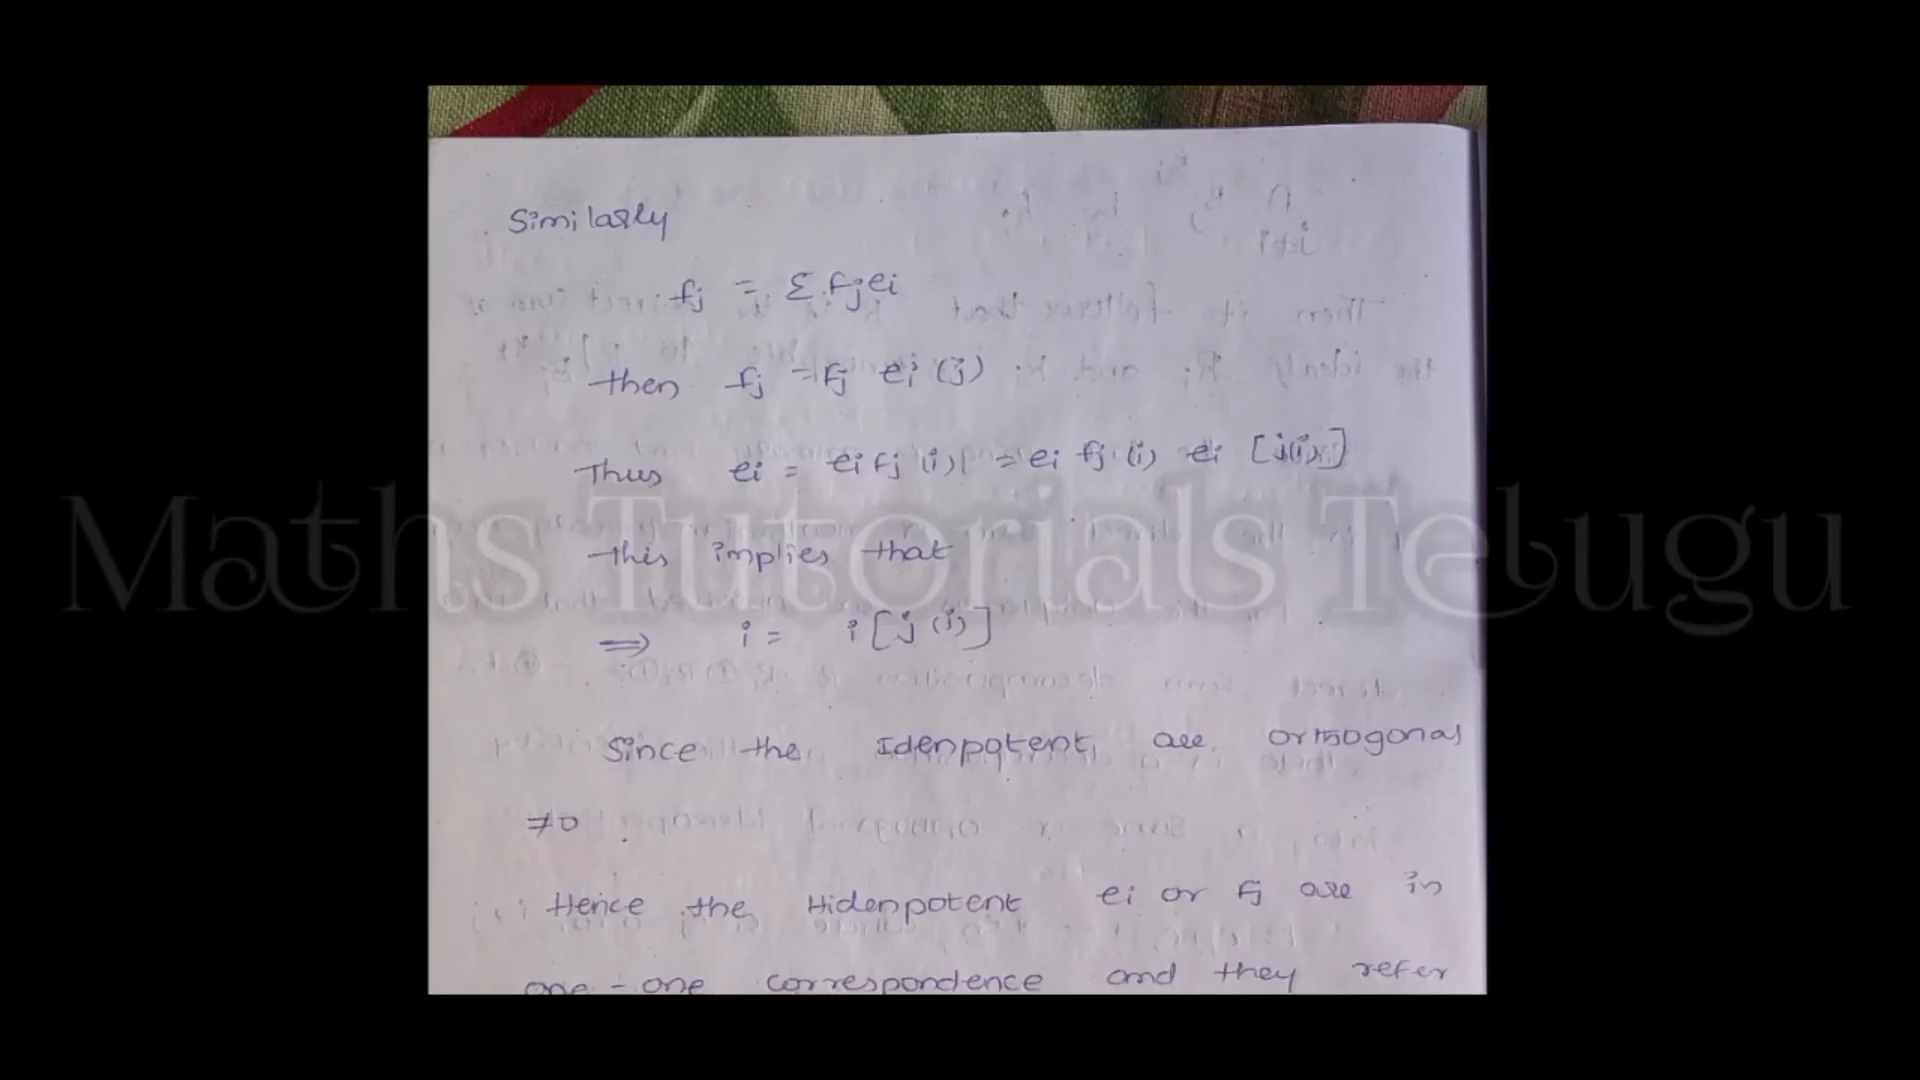 Similarly
fj = Σ fjei
then fj = fj ei (j)
Thus ei = ei fj (i) = ei fj (i) ei [j(i)]
this implies that
⇒ i = i [j (i)]
Since the Idenpotent are orthogonal
≠0
Hence the Hidenpotent ei or fj are in
one - one correspondence and they refer
Maths Tutorials Telugu